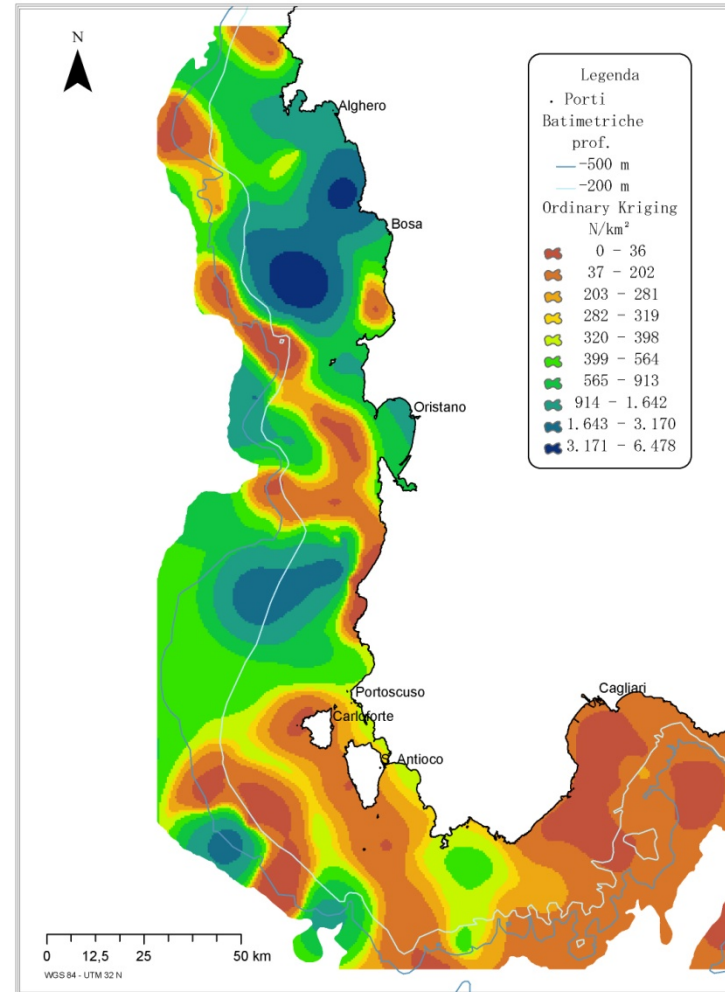 N
Legenda
Porti
Batimetriche
prof.
-500 m
-200 m
Ordinary Kriging
N/km²
0 - 36
37 - 202
203 - 281
282 - 319
320 - 398
399 - 564
565 - 913
914 - 1.642
1.643 - 3.170
3.171 - 6.478
Alghero
Bosa
Oristano
Portoscuso
Cagliari
Carloforte
S. Antioco
0 12,5 25 50 km
WGS 84 - UTM 32 N